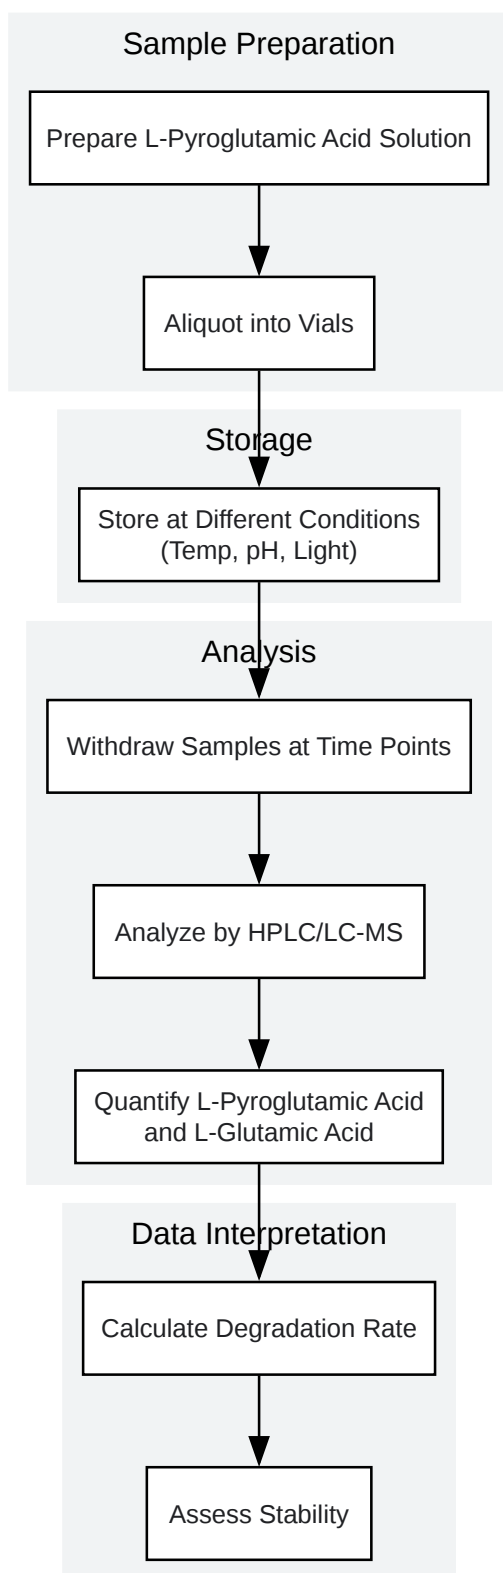 Sample Preparation
Prepare L-Pyroglutamic Acid Solution
Aliquot into Vials
Storage
Store at Different Conditions
(Temp, pH, Light)
Analysis
Withdraw Samples at Time Points
Analyze by HPLC/LC-MS
Quantify L-Pyroglutamic Acid
and L-Glutamic Acid
Data Interpretation
Calculate Degradation Rate
Assess Stability